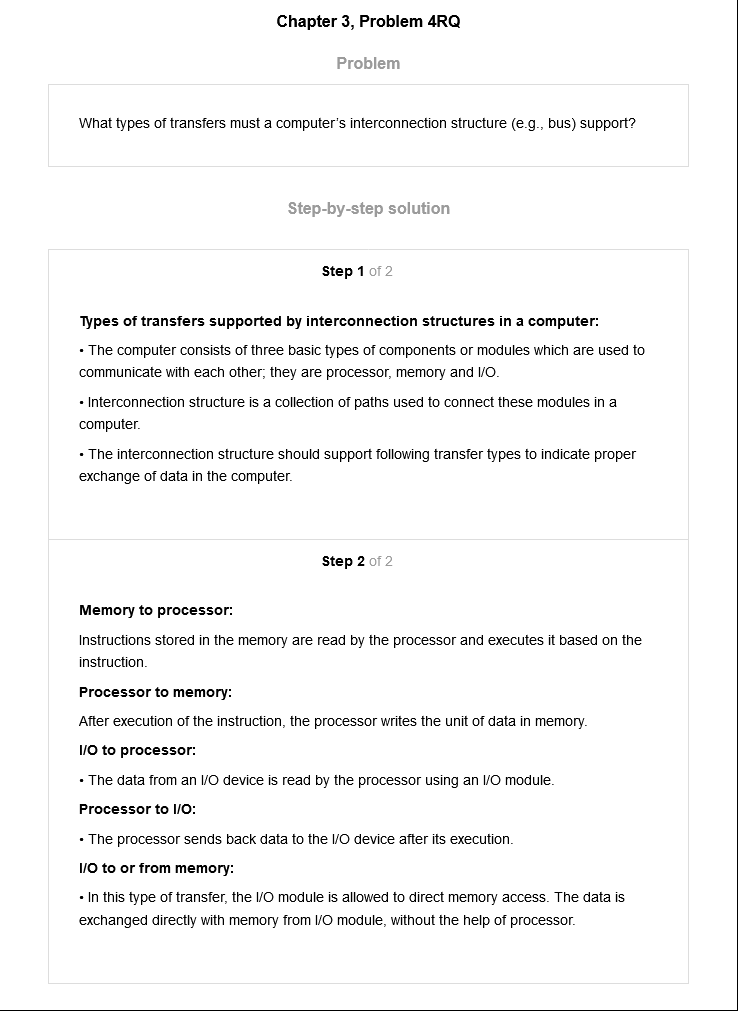 Chapter 3, Problem 4RQ
Problem
What types of transfers must a computer's interconnection structure (e.g., bus) support?
Step-by-step solution
Step 1 of 2
Types of transfers supported by interconnection structures in a computer:
• The computer consists of three basic types of components or modules which are used to
communicate with each other; they are processor, memory and I/O.
• Interconnection structure is a collection of paths used to connect these modules in a
computer.
• The interconnection structure should support following transfer types to indicate proper
exchange of data in the computer.
Step 2 of 2
Memory to processor:
Instructions stored in the memory are read by the processor and executes it based on the
instruction.
Processor to memory:
After execution of the instruction, the processor writes the unit of data in memory.
I/O to processor:
• The data from an I/O device is read by the processor using an I/O module.
Processor to I/O:
• The processor sends back data to the I/O device after its execution.
I/O to or from memory:
• In this type of transfer, the I/O module is allowed to direct memory access. The data is
exchanged directly with memory from I/O module, without the help of processor.